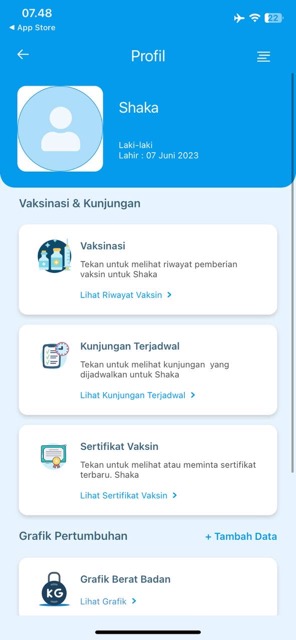 07.48
22
◀ App Store
Profil
Shaka
Laki-laki
Lahir : 07 Juni 2023
Vaksinasi & Kunjungan
Vaksinasi
Tekan untuk melihat riwayat pemberian
vaksin untuk Shaka
Lihat Riwayat Vaksin >
Kunjungan Terjadwal
Tekan untuk melihat kunjungan yang
dijadwalkan untuk Shaka
Lihat Kunjungan Terjadwal >
Sertifikat Vaksin
Tekan untuk melihat atau meminta sertifikat
terbaru. Shaka
Lihat Sertifikat Vaksin >
Grafik Pertumbuhan
+ Tambah Data
KG
Grafik Berat Badan
Lihat Grafik >